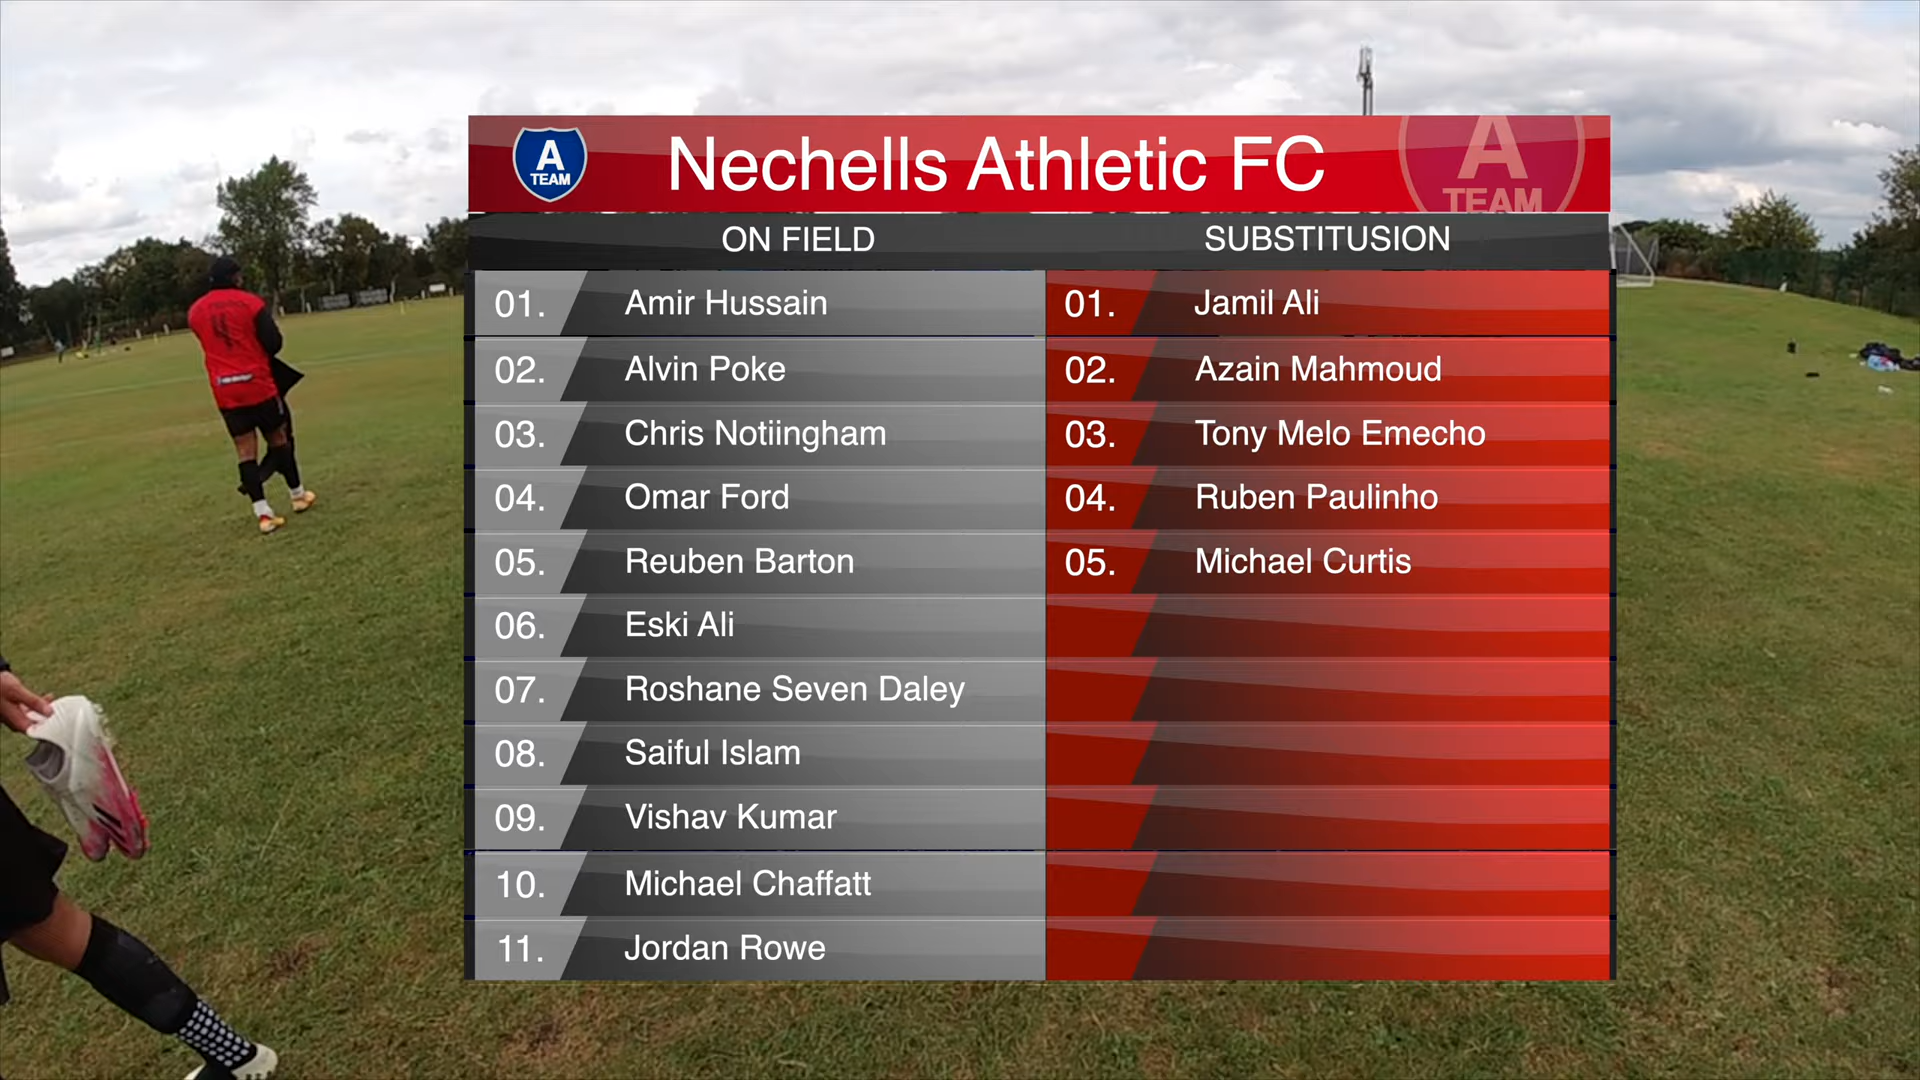 A
TEAM
Nechells Athletic FC
A
TEAM
ON FIELD
SUBSTITUSION
01. Amir Hussain
01. Jamil Ali
02. Alvin Poke
02. Azain Mahmoud
03. Chris Notiingham
03. Tony Melo Emecho
04. Omar Ford
04. Ruben Paulinho
05. Reuben Barton
05. Michael Curtis
06. Eski Ali
07. Roshane Seven Daley
08. Saiful Islam
09. Vishav Kumar
10. Michael Chaffatt
11. Jordan Rowe